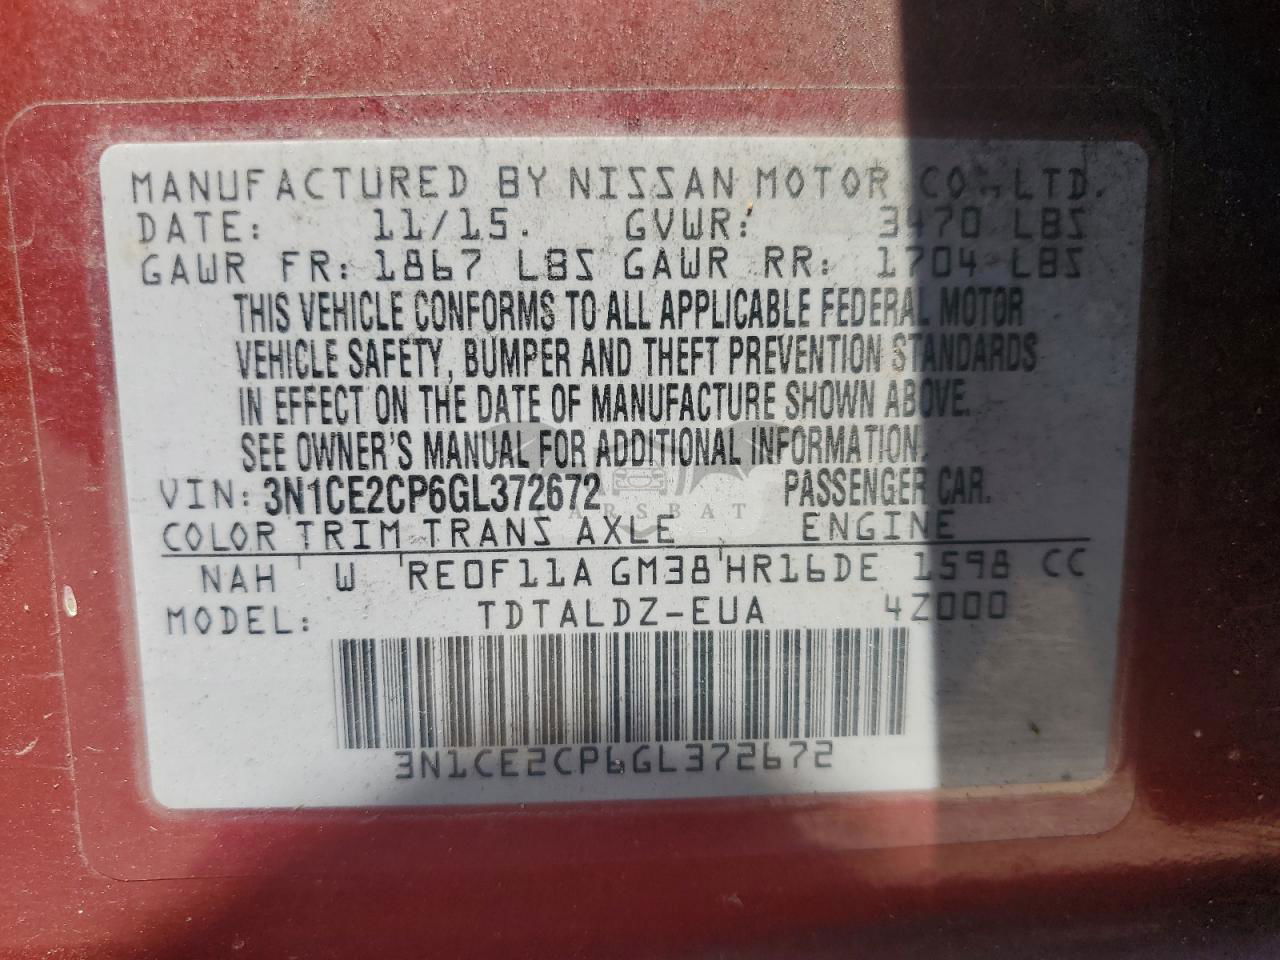 MANUFACTURED BY NISSAN MOTOR CO.,LTD.
DATE: 11/15. GVWR: 3470 LBS
GAWR FR: 1867 LBS GAWR RR: 1704 LBS
THIS VEHICLE CONFORMS TO ALL APPLICABLE FEDERAL MOTOR
VEHICLE SAFETY, BUMPER AND THEFT PREVENTION STANDARDS
IN EFFECT ON THE DATE OF MANUFACTURE SHOWN ABOVE.
SEE OWNER'S MANUAL FOR ADDITIONAL INFORMATION.
VIN: 3N1CE2CP6GL372672 PASSENGER CAR.
ARSBAT
COLOR TRIM TRANS AXLE ENGINE
NAH W RE0F11A GM38 HR16DE 1598 CC
MODEL: TDTALDZ-EUA 4Z000
3N1CE2CP6GL372672